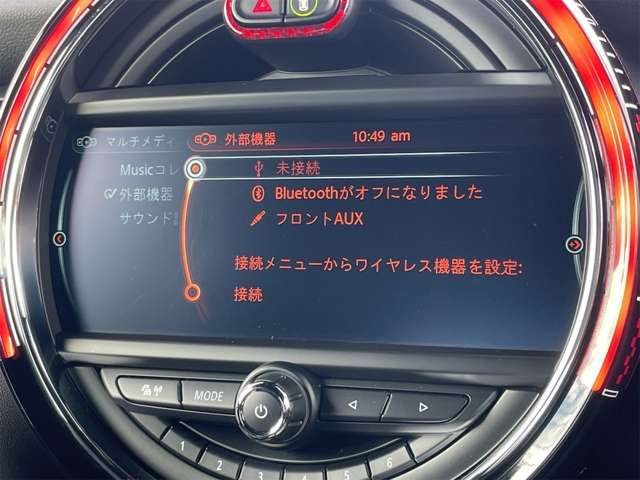 マルチメディ
外部機器
10:49 am
Musicコレ
未接続
外部機器
Bluetoothがオフになりました
サウンド
フロントAUX
接続メニューからワイヤレス機器を設定:
接続
MODE
1
2
3
4
5
6